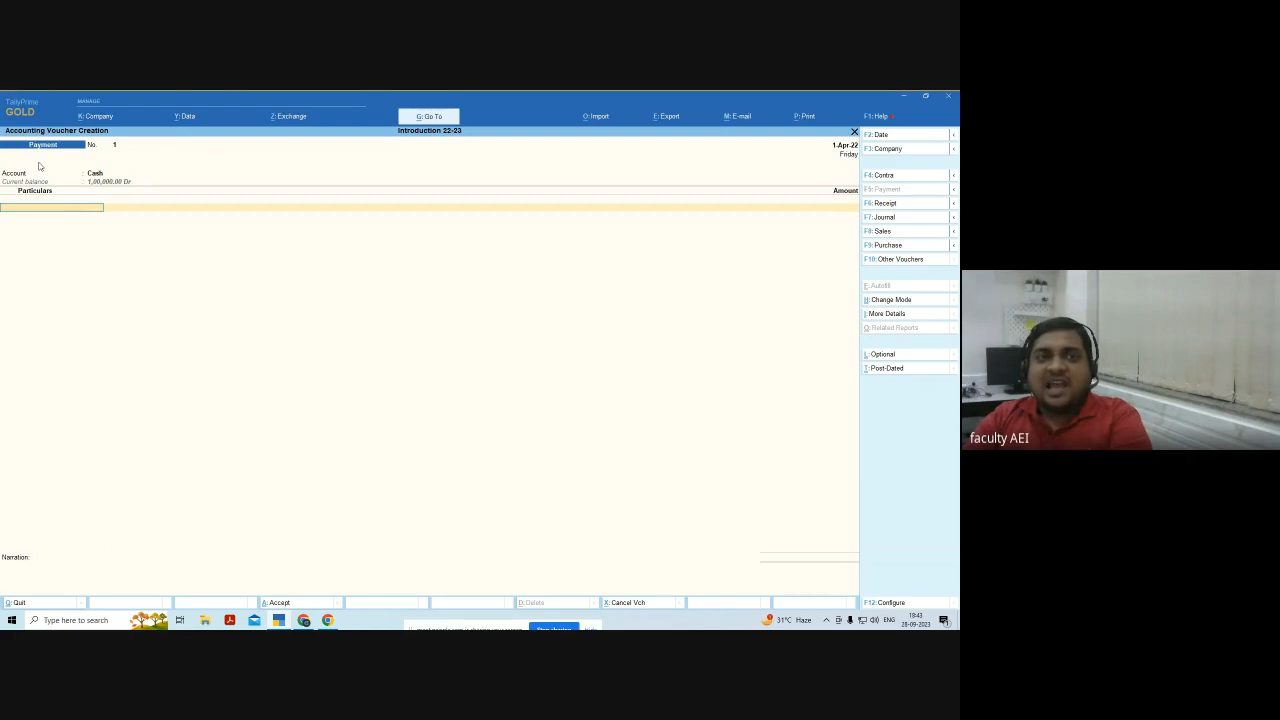 TallyPrime
GOLD
MANAGE
K: Company
Y: Data
Z: Exchange
G: Go To
O: Import
E: Export
M: E-mail
P: Print
F1: Help
Accounting Voucher Creation
Introduction 22-23
Payment
No.
1
1-Apr-22
Friday
Account
:
Cash
Current balance
:
1,00,000.00 Dr
Particulars
Amount
F2: Date
F3: Company
F4: Contra
F5: Payment
F6: Receipt
F7: Journal
F8: Sales
F9: Purchase
F10: Other Vouchers
E: Autofill
H: Change Mode
I: More Details
O: Related Reports
L: Optional
T: Post-Dated
faculty AEI
Narration:
Q: Quit
A: Accept
D: Delete
X: Cancel Vch
F12: Configure
Type here to search
31°C Haze
ENG
18:43
28-09-2023